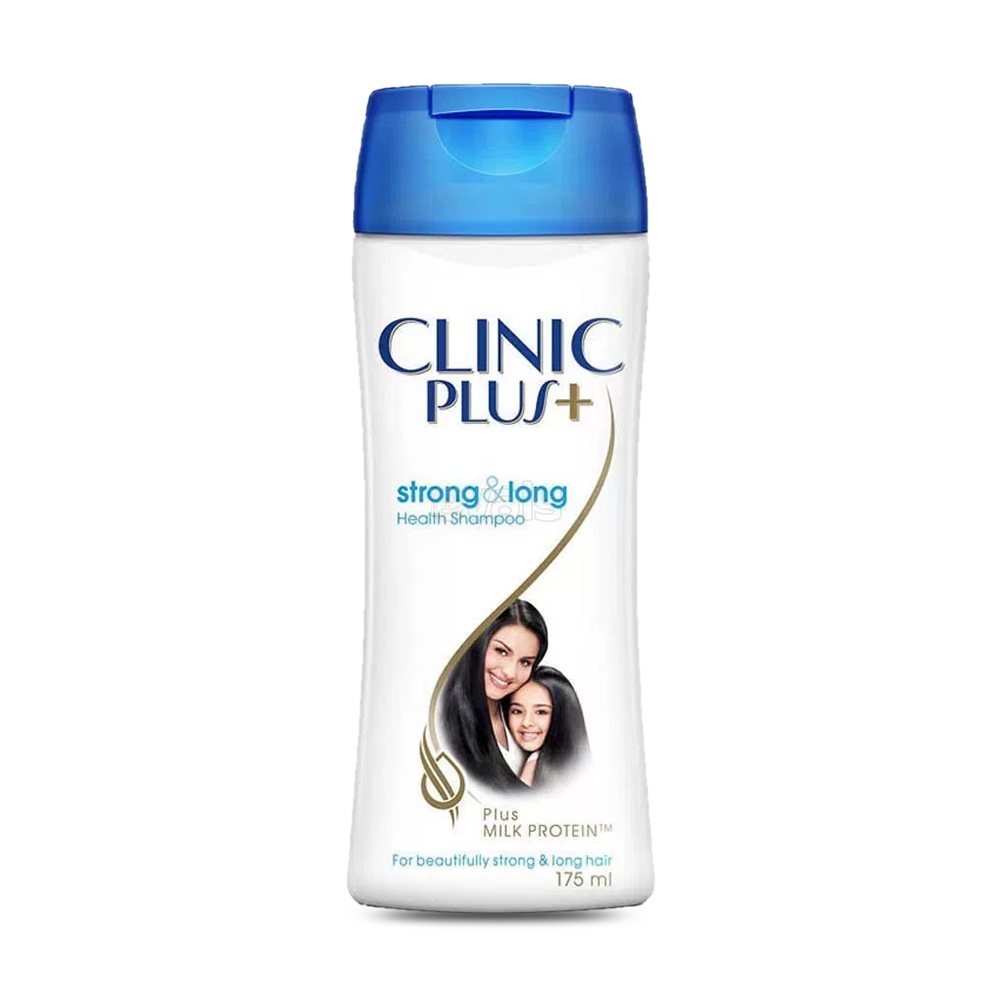 CLINIC
PLUS+
strong & long
Health Shampoo
Plus
MILK PROTEIN™
For beautifully strong & long hair
175 ml